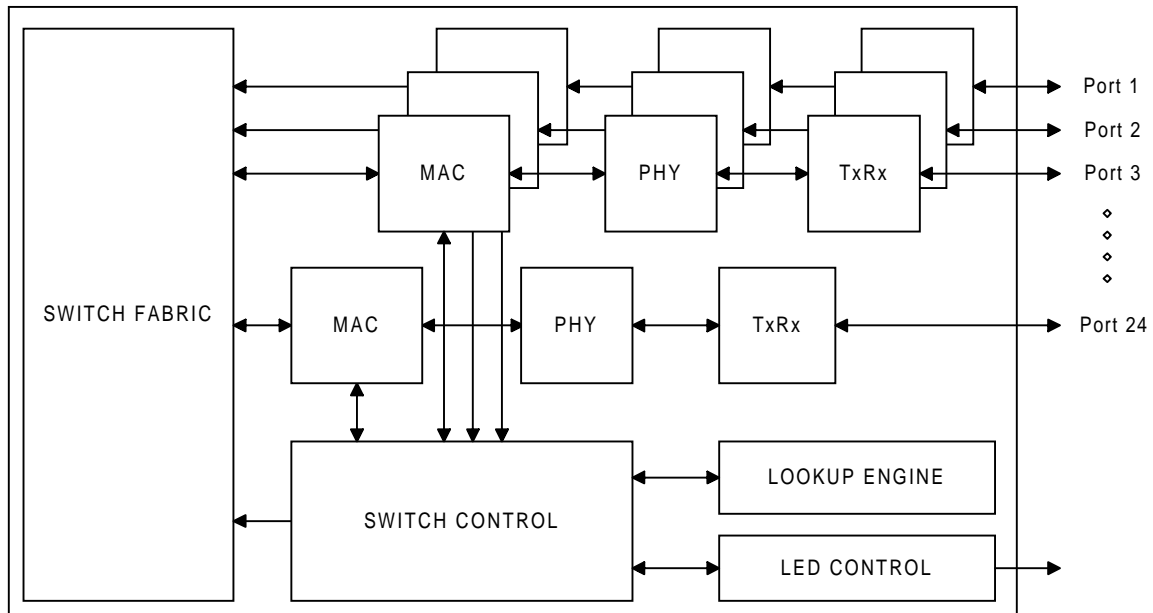 Port 1
Port 2
MAC PHY TxRx Port 3
SWITCH FABRIC
MAC PHY TxRx Port 24
LOOKUP ENGINE
SWITCH CONTROL
LED CONTROL